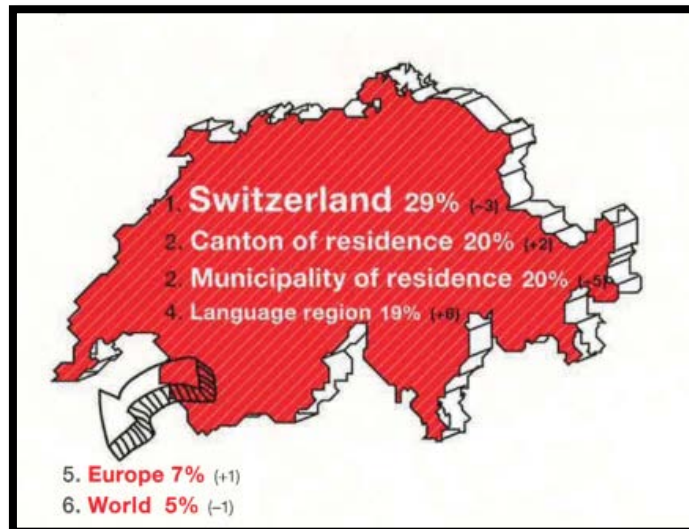 1. Switzerland 29% (–3)
2. Canton of residence 20% (+2)
2. Municipality of residence 20% (–5)
4. Language region 19% (+6)
5. Europe 7% (+1)
6. World 5% (–1)